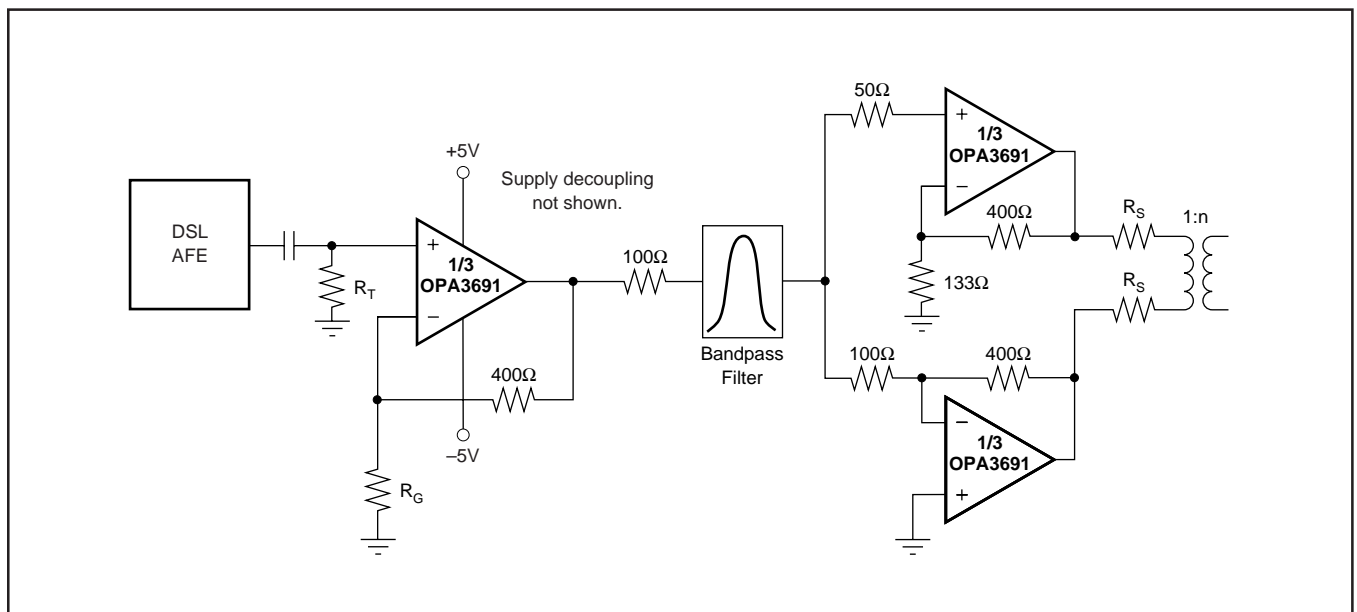 DSL
AFE
R_T
+5V
Supply decoupling
not shown.
+
1/3
OPA3691
−
400Ω
−5V
R_G
100Ω
Bandpass
Filter
50Ω
+
1/3
OPA3691
−
400Ω
133Ω
R_S
1:n
R_S
100Ω
400Ω
−
1/3
OPA3691
+